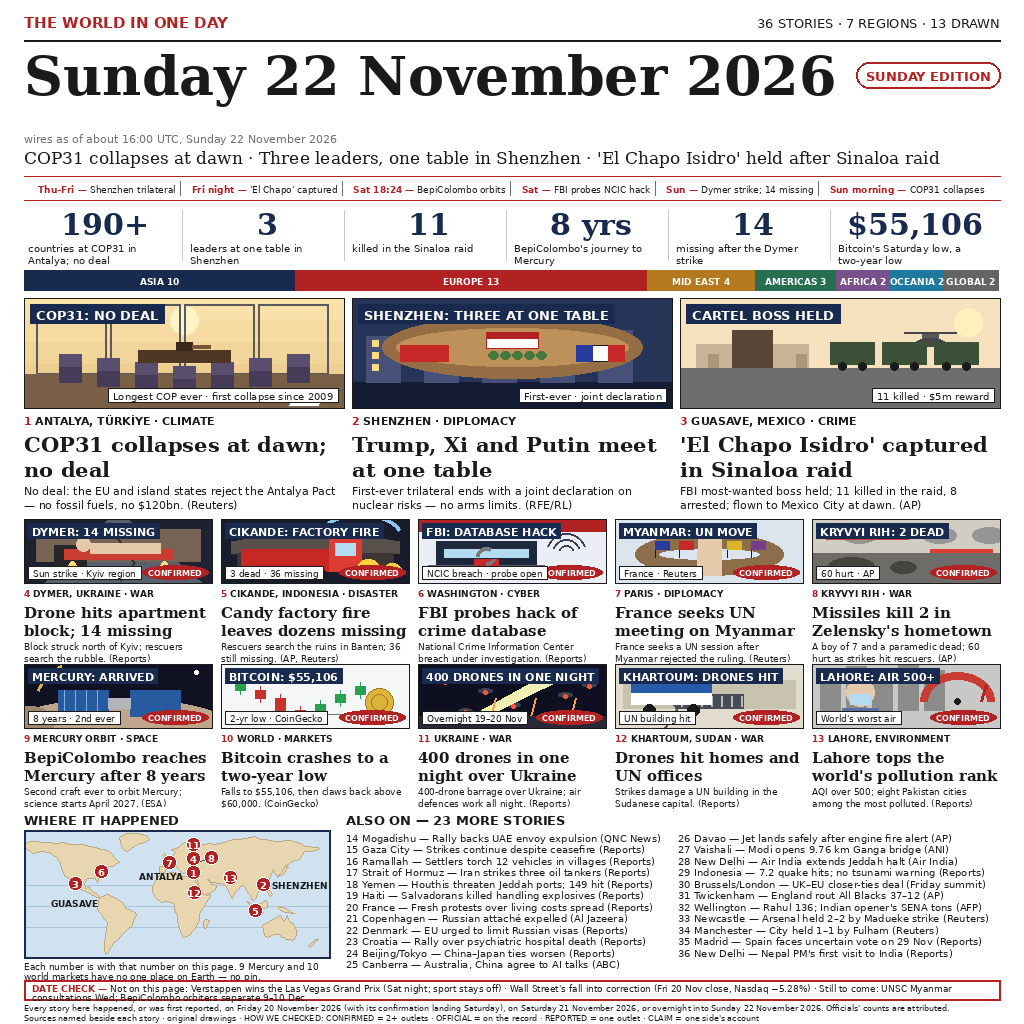 THE WORLD IN ONE DAY
36 STORIES · 7 REGIONS · 13 DRAWN
Sunday 22 November 2026
SUNDAY EDITION
wires as of about 16:00 UTC, Sunday 22 November 2026
COP31 collapses at dawn · Three leaders, one table in Shenzhen · 'El Chapo Isidro' held after Sinaloa raid
Thu–Fri — Shenzhen trilateral
Fri night — 'El Chapo' captured
Sat 18:24 — BepiColombo orbits
Sat — FBI probes NCIC hack
Sun — Dymer strike; 14 missing
Sun morning — COP31 collapses
190+
countries at COP31 in
Antalya; no deal
3
leaders at one table in
Shenzhen
11
killed in the Sinaloa raid
8 yrs
BepiColombo's journey to
Mercury
14
missing after the Dymer
strike
$55,106
Bitcoin's Saturday low, a
two-year low
ASIA 10
EUROPE 13
MID EAST 4
AMERICAS 3
AFRICA 2
OCEANIA 2
GLOBAL 2
COP31: NO DEAL
Longest COP ever · first collapse since 2009
SHENZHEN: THREE AT ONE TABLE
First-ever · joint declaration
CARTEL BOSS HELD
11 killed · $5m reward
1 ANTALYA, TÜRKİYE · CLIMATE
COP31 collapses at dawn;
no deal
No deal: the EU and island states reject the Antalya Pact
— no fossil fuels, no $120bn. (Reuters)
2 SHENZHEN · DIPLOMACY
Trump, Xi and Putin meet
at one table
First-ever trilateral ends with a joint declaration on
nuclear risks — no arms limits. (RFE/RL)
3 GUASAVE, MEXICO · CRIME
'El Chapo Isidro' captured
in Sinaloa raid
FBI most-wanted boss held; 11 killed in the raid, 8
arrested; flown to Mexico City at dawn. (AP)
DYMER: 14 MISSING
Sun strike · Kyiv region
CONFIRMED
CIKANDE: FACTORY FIRE
3 dead · 36 missing
CONFIRMED
FBI: DATABASE HACK
NCIC breach · probe open
CONFIRMED
MYANMAR: UN MOVE
France · Reuters
CONFIRMED
KRYVYI RIH: 2 DEAD
60 hurt · AP
CONFIRMED
4 DYMER, UKRAINE · WAR
Drone hits apartment
block; 14 missing
Block struck north of Kyiv; rescuers
search the rubble. (Reports)
5 CIKANDE, INDONESIA · DISASTER
Candy factory fire
leaves dozens missing
Rescuers search the ruins in Banten; 36
still missing. (AP, Reuters)
6 WASHINGTON · CYBER
FBI probes hack of
crime database
National Crime Information Center
breach under investigation. (Reports)
7 PARIS · DIPLOMACY
France seeks UN
meeting on Myanmar
France seeks a UN session after
Myanmar rejected the ruling. (Reuters)
8 KRYVYI RIH · WAR
Missiles kill 2 in
Zelensky's hometown
A boy of 7 and a paramedic dead; 60
hurt as strikes hit rescuers. (AP)
MERCURY: ARRIVED
8 years · 2nd ever
CONFIRMED
BITCOIN: $55,106
2-yr low · CoinGecko
CONFIRMED
400 DRONES IN ONE NIGHT
Overnight 19–20 Nov
CONFIRMED
KHARTOUM: DRONES HIT
UN building hit
CONFIRMED
LAHORE: AIR 500+
World's worst air
CONFIRMED
9 MERCURY ORBIT · SPACE
BepiColombo reaches
Mercury after 8 years
Second craft ever to orbit Mercury;
science starts April 2027. (ESA)
10 WORLD · MARKETS
Bitcoin crashes to a
two-year low
Falls to $55,106, then claws back above
$60,000. (CoinGecko)
11 UKRAINE · WAR
400 drones in one
night over Ukraine
400-drone barrage over Ukraine; air
defences work all night. (Reports)
12 KHARTOUM, SUDAN · WAR
Drones hit homes and
UN offices
Strikes damage a UN building in the
Sudanese capital. (Reports)
13 LAHORE, ENVIRONMENT
Lahore tops the
world's pollution rank
AQI over 500; eight Pakistan cities
among the most polluted. (Reports)
WHERE IT HAPPENED
11
7
4
8
6
ANTALYA
1
13
3
12
2
SHENZHEN
GUASAVE
5
Each number is with that number on this page. 9 Mercury and 10
world markets have no one place on Earth — no pin.
ALSO ON — 23 MORE STORIES
14 Mogadishu — Rally backs UAE envoy expulsion (QNC News)
15 Gaza City — Strikes continue despite ceasefire (Reports)
16 Ramallah — Settlers torch 12 vehicles in villages (Reports)
17 Strait of Hormuz — Iran strikes three oil tankers (Reports)
18 Yemen — Houthis threaten Jeddah ports; 149 hit (Reports)
19 Haiti — Salvadorans killed handling explosives (Reports)
20 France — Fresh protests over living costs spread (Reports)
21 Copenhagen — Russian attaché expelled (Al Jazeera)
22 Denmark — EU urged to limit Russian visas (Reports)
23 Croatia — Rally over psychiatric hospital death (Reports)
24 Beijing/Tokyo — China–Japan ties worsen (Reports)
25 Canberra — Australia, China agree to AI talks (ABC)
26 Davao — Jet lands safely after engine fire alert (AP)
27 Vaishali — Modi opens 9.76 km Ganga bridge (ANI)
28 New Delhi — Air India extends Jeddah halt (Air India)
29 Indonesia — 7.2 quake hits; no tsunami warning (Reports)
30 Brussels/London — UK–EU closer-ties deal (Friday summit)
31 Twickenham — England rout All Blacks 37–12 (AP)
32 Wellington — Rahul 136; Indian opener's SENA tons (AFP)
33 Newcastle — Arsenal held 2–2 by Madueke strike (Reuters)
34 Manchester — City held 1–1 by Fulham (Reuters)
35 Madrid — Spain faces uncertain vote on 29 Nov (Reports)
36 New Delhi — Nepal PM's first visit to India (Reports)
DATE CHECK — Not on this page: Verstappen wins the Las Vegas Grand Prix (Sat night; sport stays off) · Wall Street's fall into correction (Fri 20 Nov close, Nasdaq −5.28%) · Still to come: UNSC Myanmar
consultations Wed; BepiColombo orbiters separate 9–10 Dec.
Every story here happened, or was first reported, on Friday 20 November 2026 (with its confirmation landing Saturday), on Saturday 21 November 2026, or overnight into Sunday 22 November 2026. Officials' counts are attributed.
Sources named beside each story · original drawings · HOW WE CHECKED: CONFIRMED = 2+ outlets · OFFICIAL = on the record · REPORTED = one outlet · CLAIM = one side's account